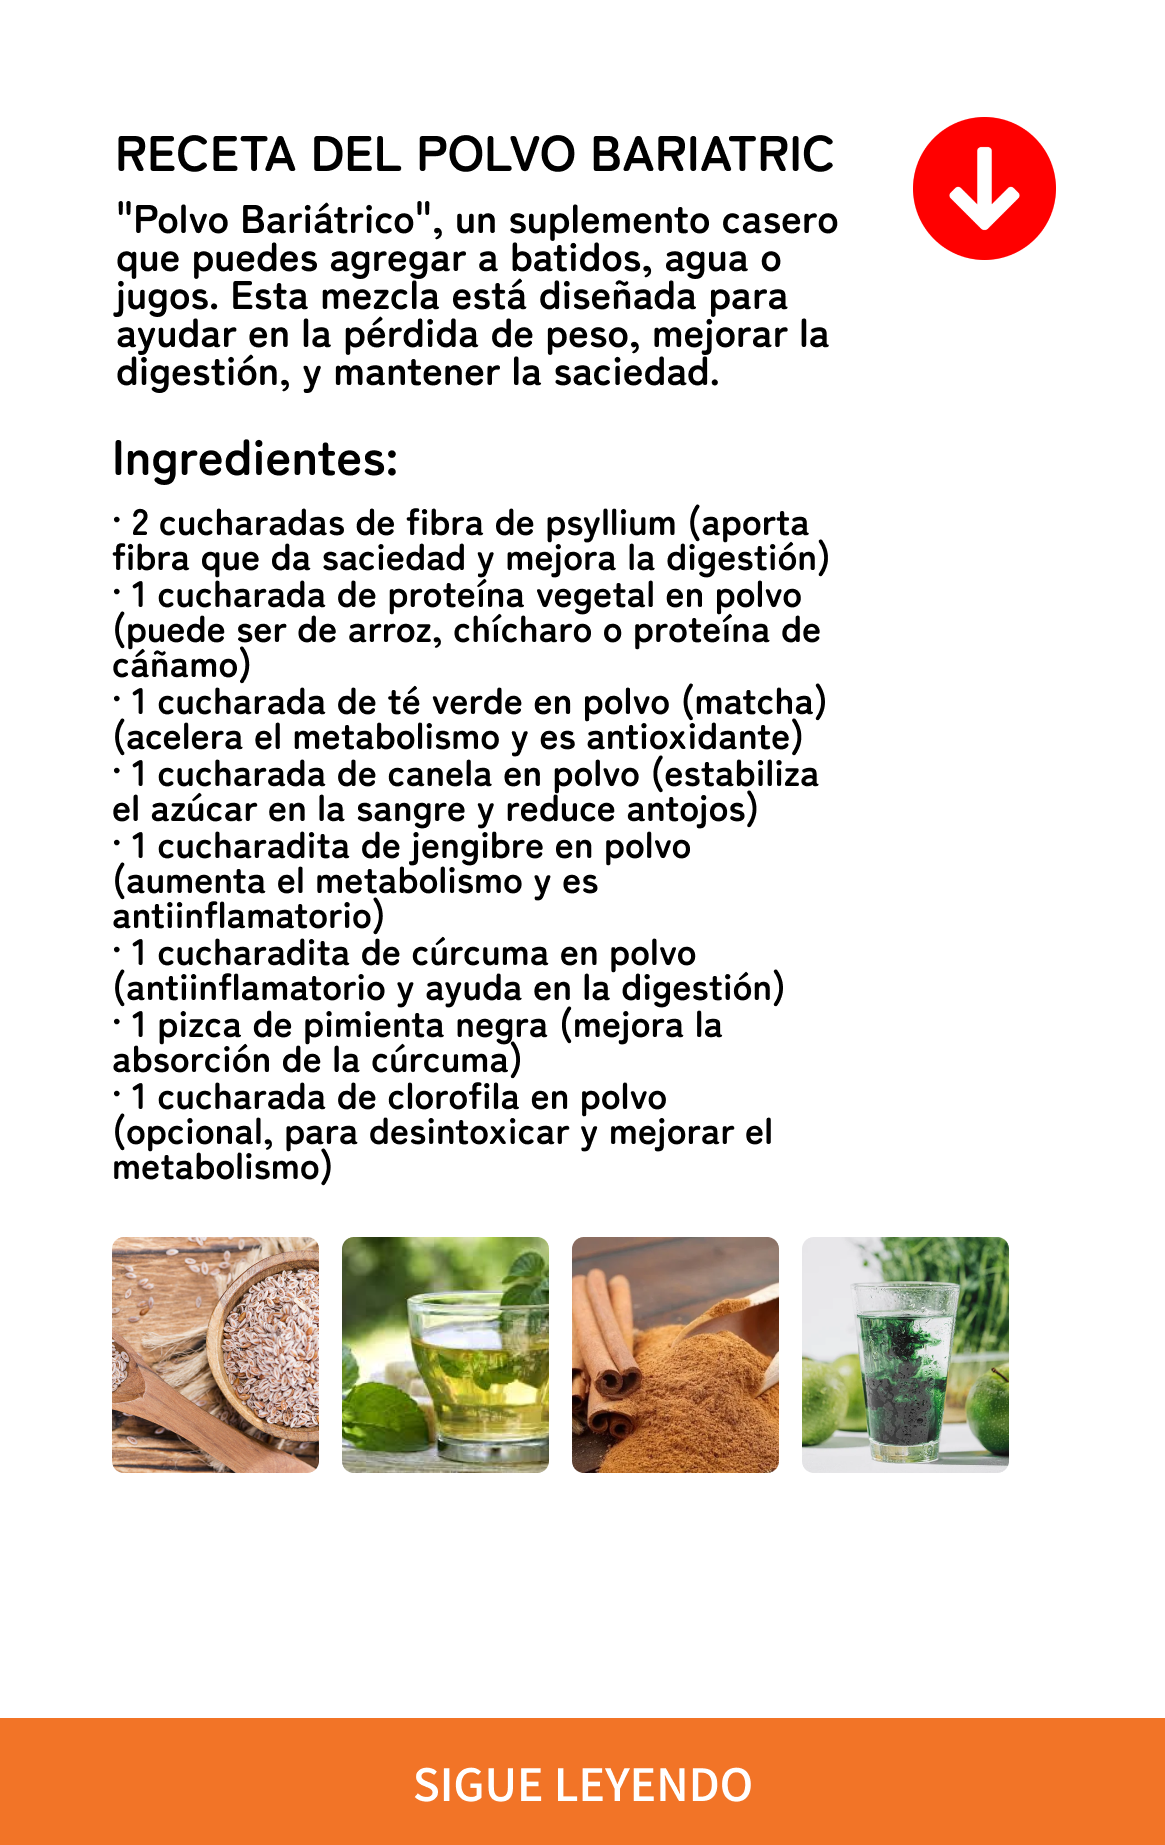 RECETA DEL POLVO BARIATRIC
"Polvo Bariátrico", un suplemento casero
que puedes agregar a batidos, agua o
jugos. Esta mezcla está diseñada para
ayudar en la pérdida de peso, mejorar la
digestión, y mantener la saciedad.
Ingredientes:
· 2 cucharadas de fibra de psyllium (aporta
fibra que da saciedad y mejora la digestión)
· 1 cucharada de proteína vegetal en polvo
(puede ser de arroz, chícharo o proteína de
cáñamo)
· 1 cucharada de té verde en polvo (matcha)
(acelera el metabolismo y es antioxidante)
· 1 cucharada de canela en polvo (estabiliza
el azúcar en la sangre y reduce antojos)
· 1 cucharadita de jengibre en polvo
(aumenta el metabolismo y es
antiinflamatorio)
· 1 cucharadita de cúrcuma en polvo
(antiinflamatorio y ayuda en la digestión)
· 1 pizca de pimienta negra (mejora la
absorción de la cúrcuma)
· 1 cucharada de clorofila en polvo
(opcional, para desintoxicar y mejorar el
metabolismo)
SIGUE LEYENDO